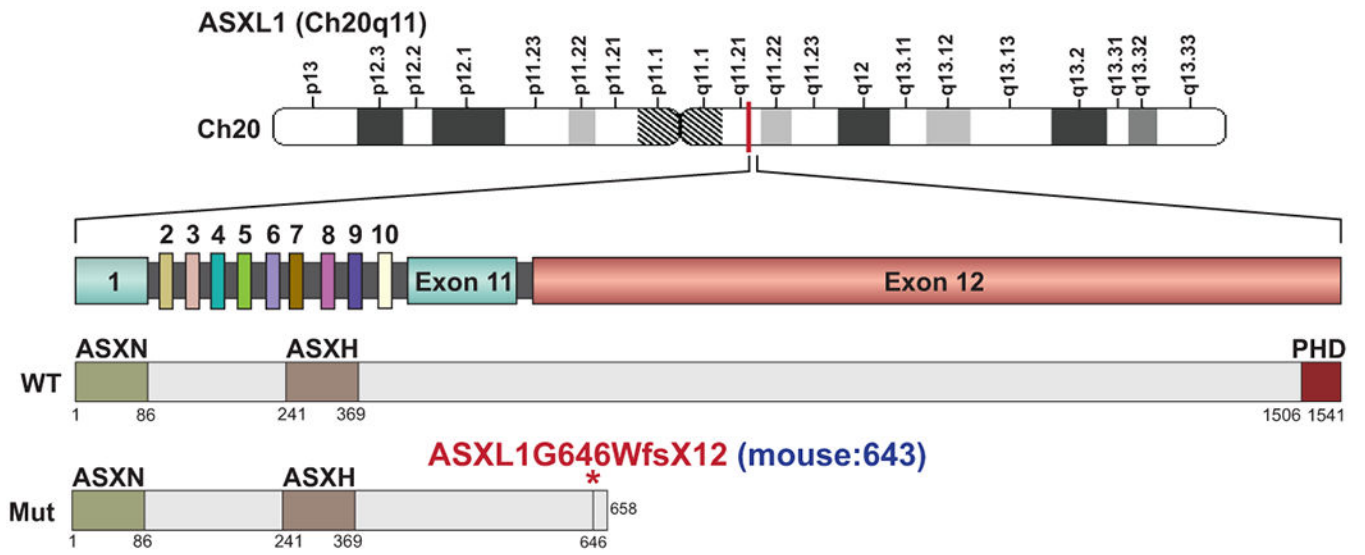 ASXL1 (Ch20q11)
p13 p12.3 p12.2 p12.1 p11.23 p11.22 p11.21 p11.1 q11.1 q11.21 q11.22 q11.23 q12 q13.11 q13.12 q13.13 q13.2 q13.31 q13.32 q13.33
Ch20
2 3 4 5 6 7 8 9 10
1 Exon 11 Exon 12
ASXN ASXH PHD
WT
1 86 241 369 1506 1541
ASXL1G646WfsX12 (mouse:643)
ASXN ASXH *
Mut 658
1 86 241 369 646